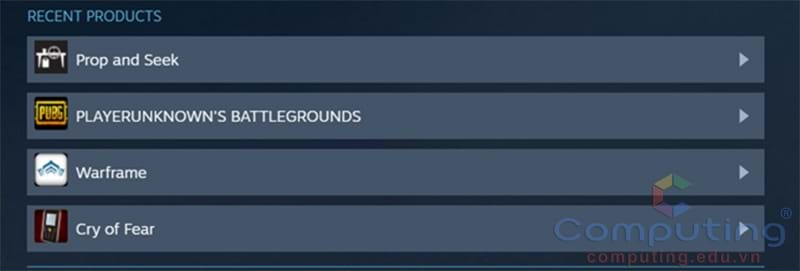 RECENT PRODUCTS
Prop and Seek
PUBG
PLAYERUNKNOWN'S BATTLEGROUNDS
Warframe
Cry of Fear
Computing®
computing.edu.vn